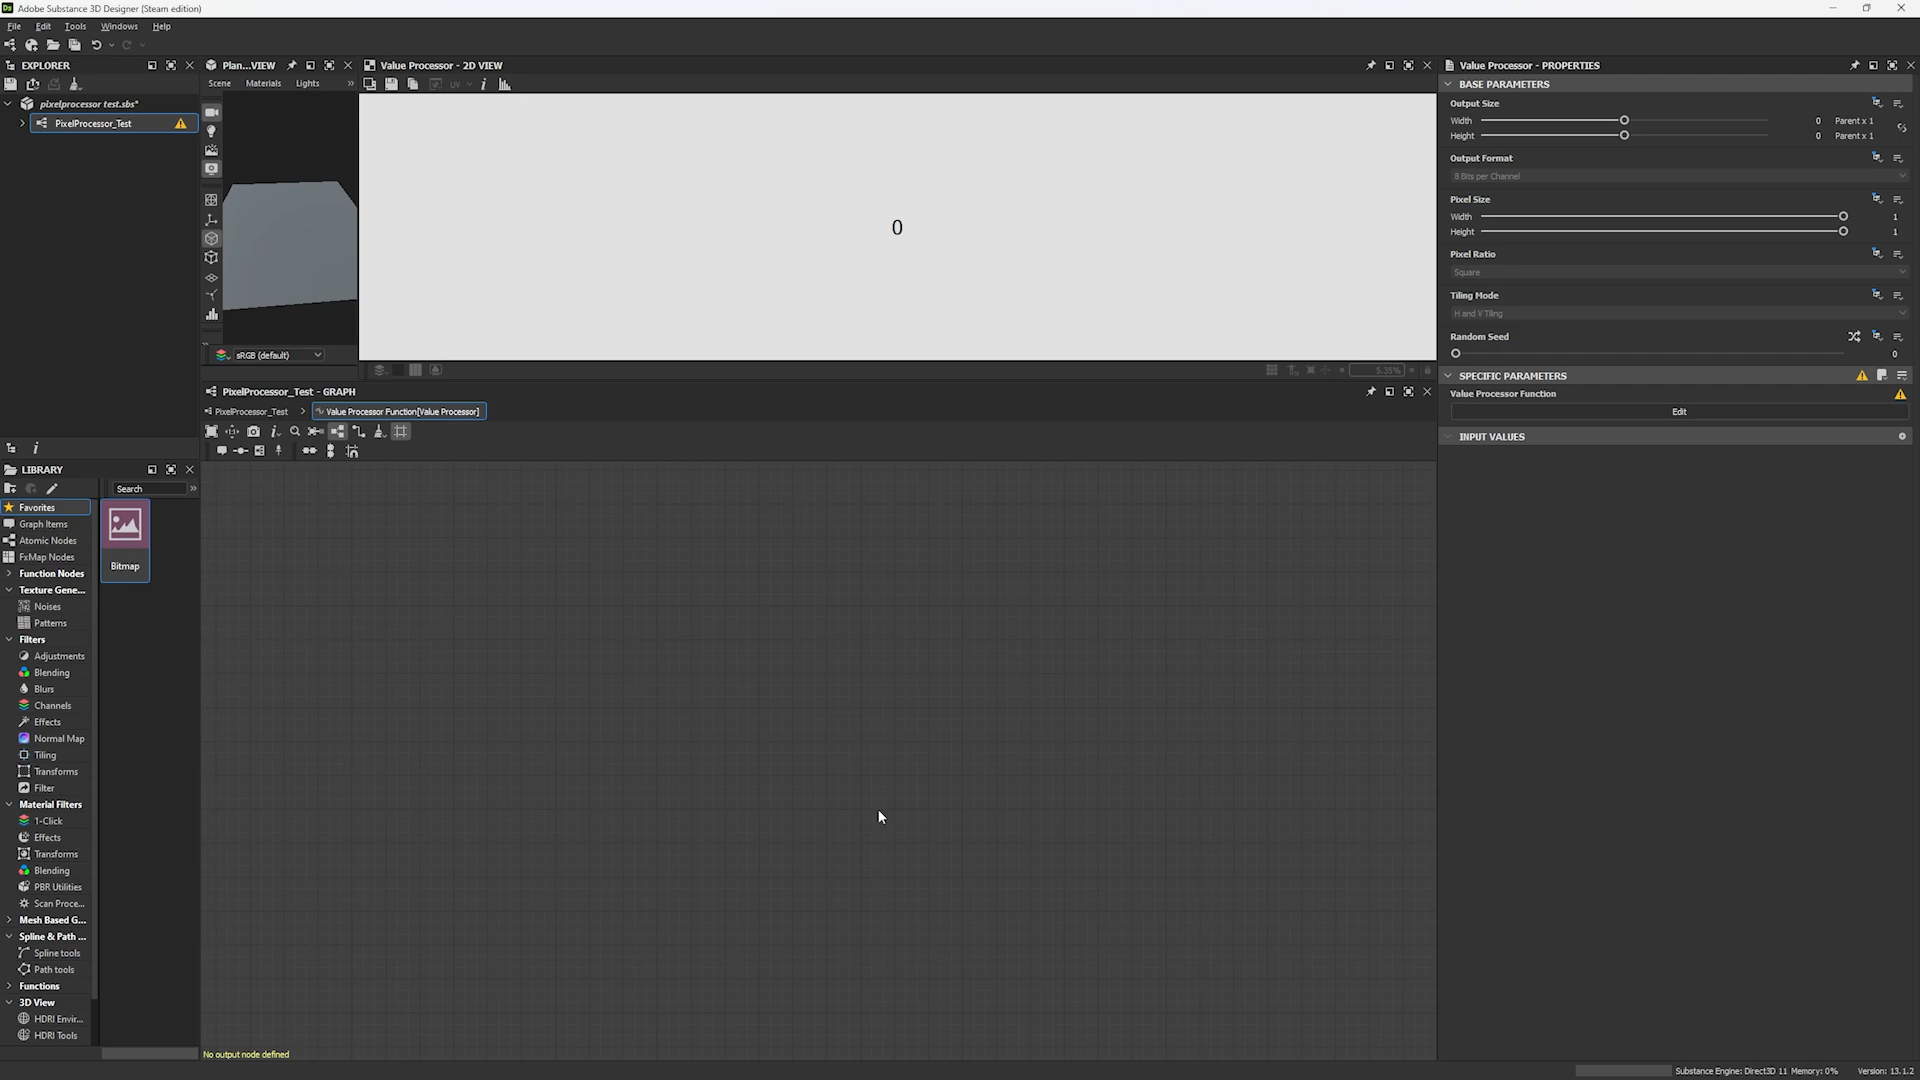 Adobe Substance 3D Designer (Steam edition)
File Edit Tools Windows Help
EXPLORER
pixelprocessor test.sbs*
PixelProcessor_Test
Plan...VIEW
Scene Materials Lights
sRGB (default)
Value Processor - 2D VIEW
UV
0
5.35%
PixelProcessor_Test - GRAPH
PixelProcessor_Test > Value Processor Function[Value Processor]
No output node defined
LIBRARY
Search
Favorites
Graph Items
Atomic Nodes
FxMap Nodes
Function Nodes
Texture Gene...
Noises
Patterns
Filters
Adjustments
Blending
Blurs
Channels
Effects
Normal Map
Tiling
Transforms
Filter
Material Filters
1-Click
Effects
Transforms
Blending
PBR Utilities
Scan Proce...
Mesh Based G...
Spline & Path ...
Spline tools
Path tools
Functions
3D View
HDRI Envir...
HDRI Tools
Bitmap
Value Processor - PROPERTIES
BASE PARAMETERS
Output Size
Width 0 Parent x 1
Height 0 Parent x 1
Output Format
8 Bits per Channel
Pixel Size
Width 1
Height 1
Pixel Ratio
Square
Tiling Mode
H and V Tiling
Random Seed
0
SPECIFIC PARAMETERS
Value Processor Function
Edit
INPUT VALUES
Substance Engine: Direct3D 11 Memory: 0% Version: 13.1.2